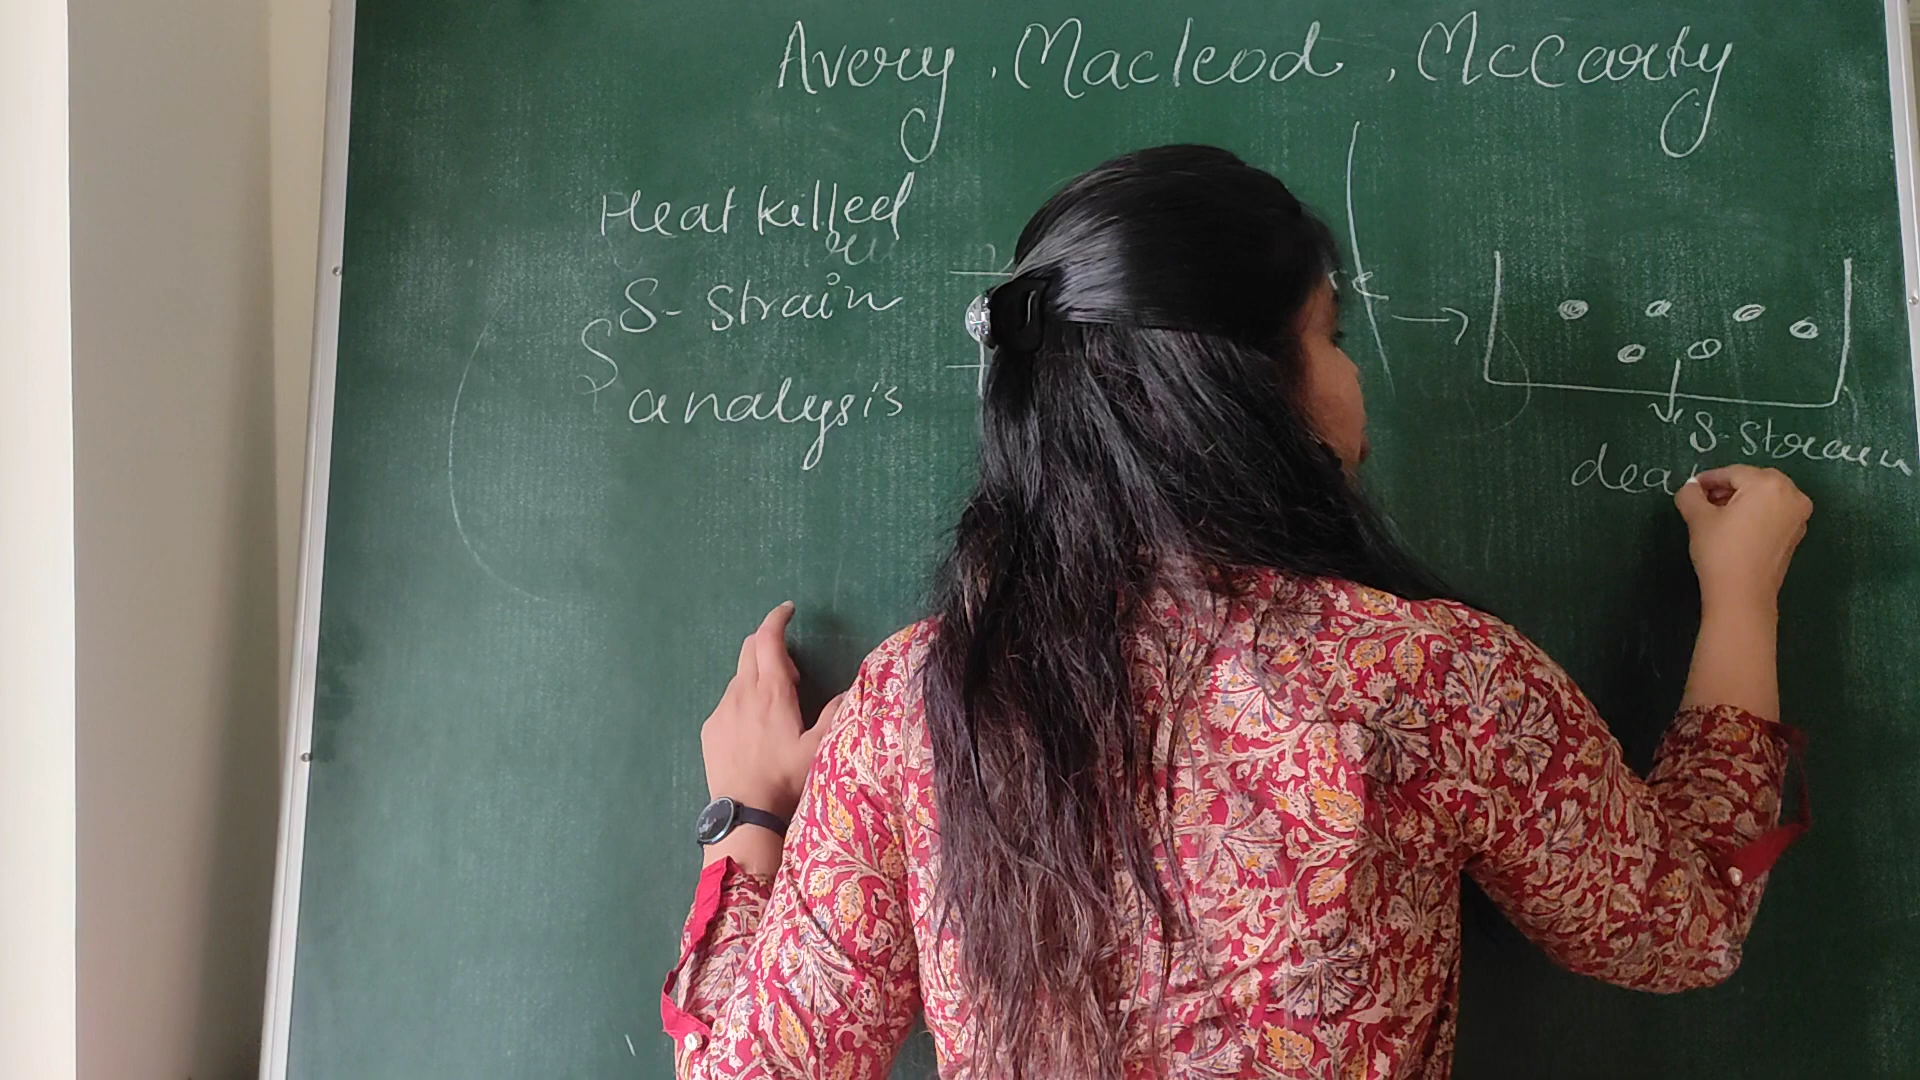 Avery, Macleod, McCarty
Heat killed
S-Strain
analysis
S-Strain
dea